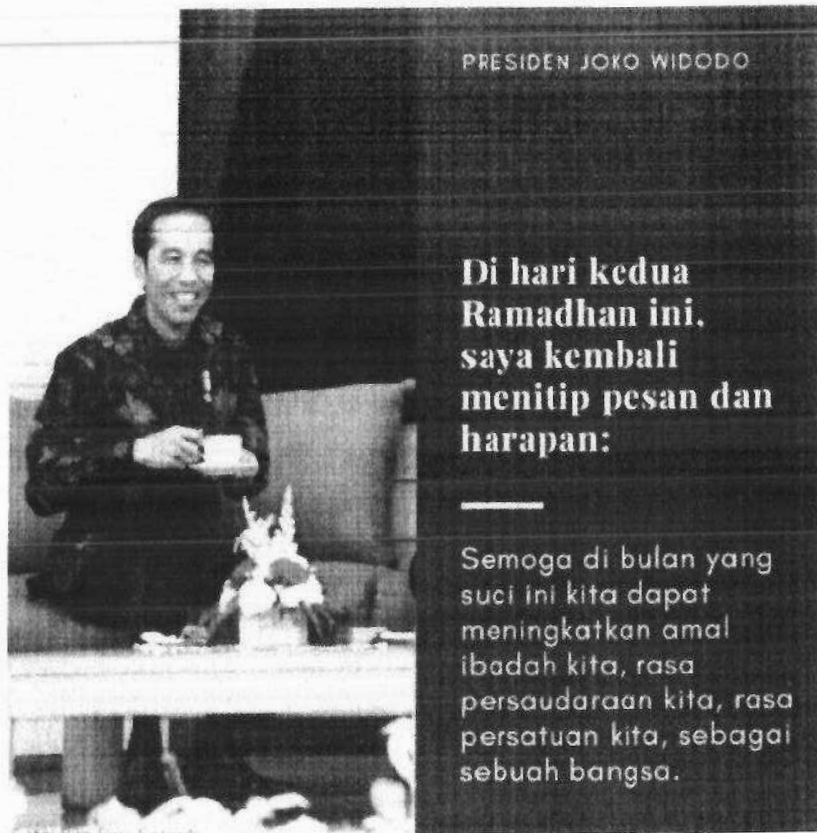 PRESIDEN JOKO WIDODO
Di hari kedua
Ramadhan ini,
saya kembali
menitip pesan dan
harapan:
Semoga di bulan yang
suci ini kita dapat
meningkatkan amal
ibadah kita, rasa
persaudaraan kita, rasa
persatuan kita, sebagai
sebuah bangsa.